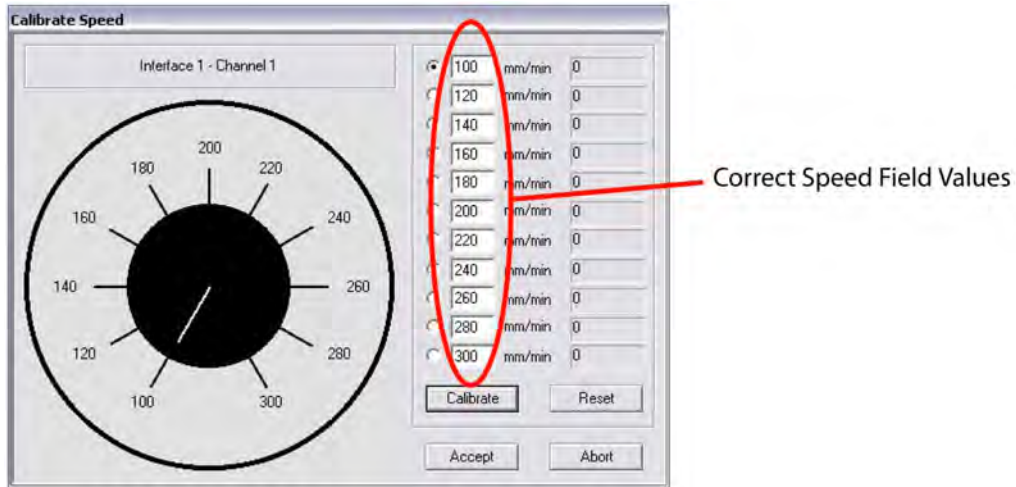 Calibrate Speed
Interface 1 - Channel 1
200
180 220
160 240
140 260
120 280
100 300
100 mm/min 0
120 mm/min 0
140 mm/min 0
160 mm/min 0
180 mm/min 0
200 mm/min 0
220 mm/min 0
240 mm/min 0
260 mm/min 0
280 mm/min 0
300 mm/min 0
Calibrate Reset
Accept Abort
Correct Speed Field Values